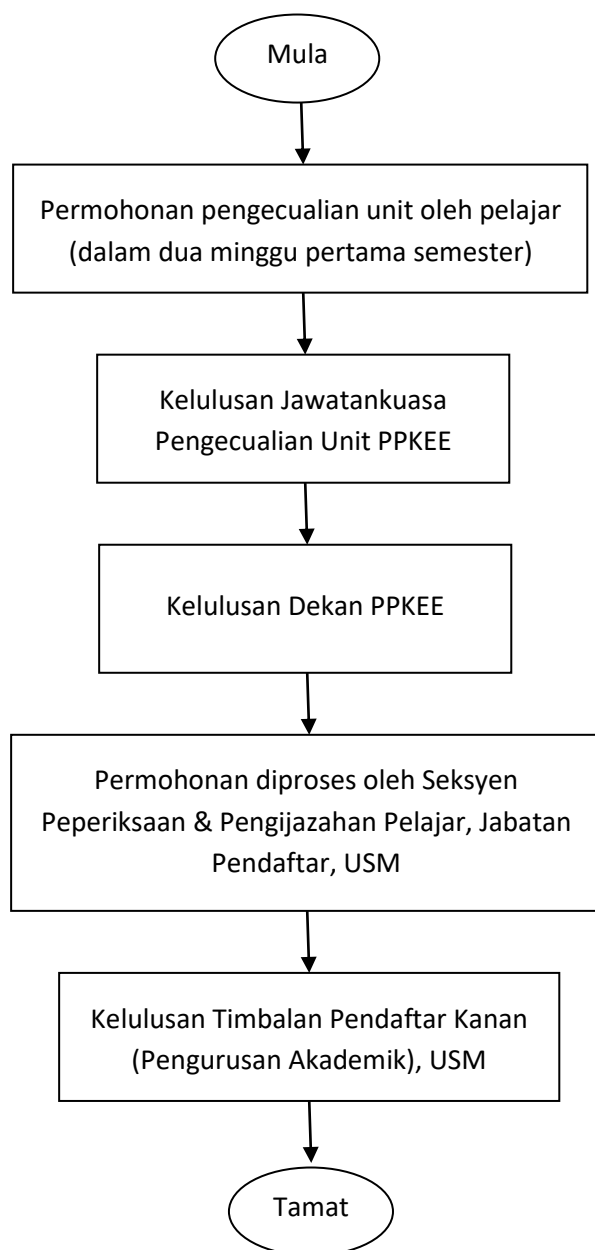 Mula
Permohonan pengecualian unit oleh pelajar
(dalam dua minggu pertama semester)
Kelulusan Jawatankuasa
Pengecualian Unit PPKEE
Kelulusan Dekan PPKEE
Permohonan diproses oleh Seksyen
Peperiksaan & Pengijazahan Pelajar, Jabatan
Pendaftar, USM
Kelulusan Timbalan Pendaftar Kanan
(Pengurusan Akademik), USM
Tamat